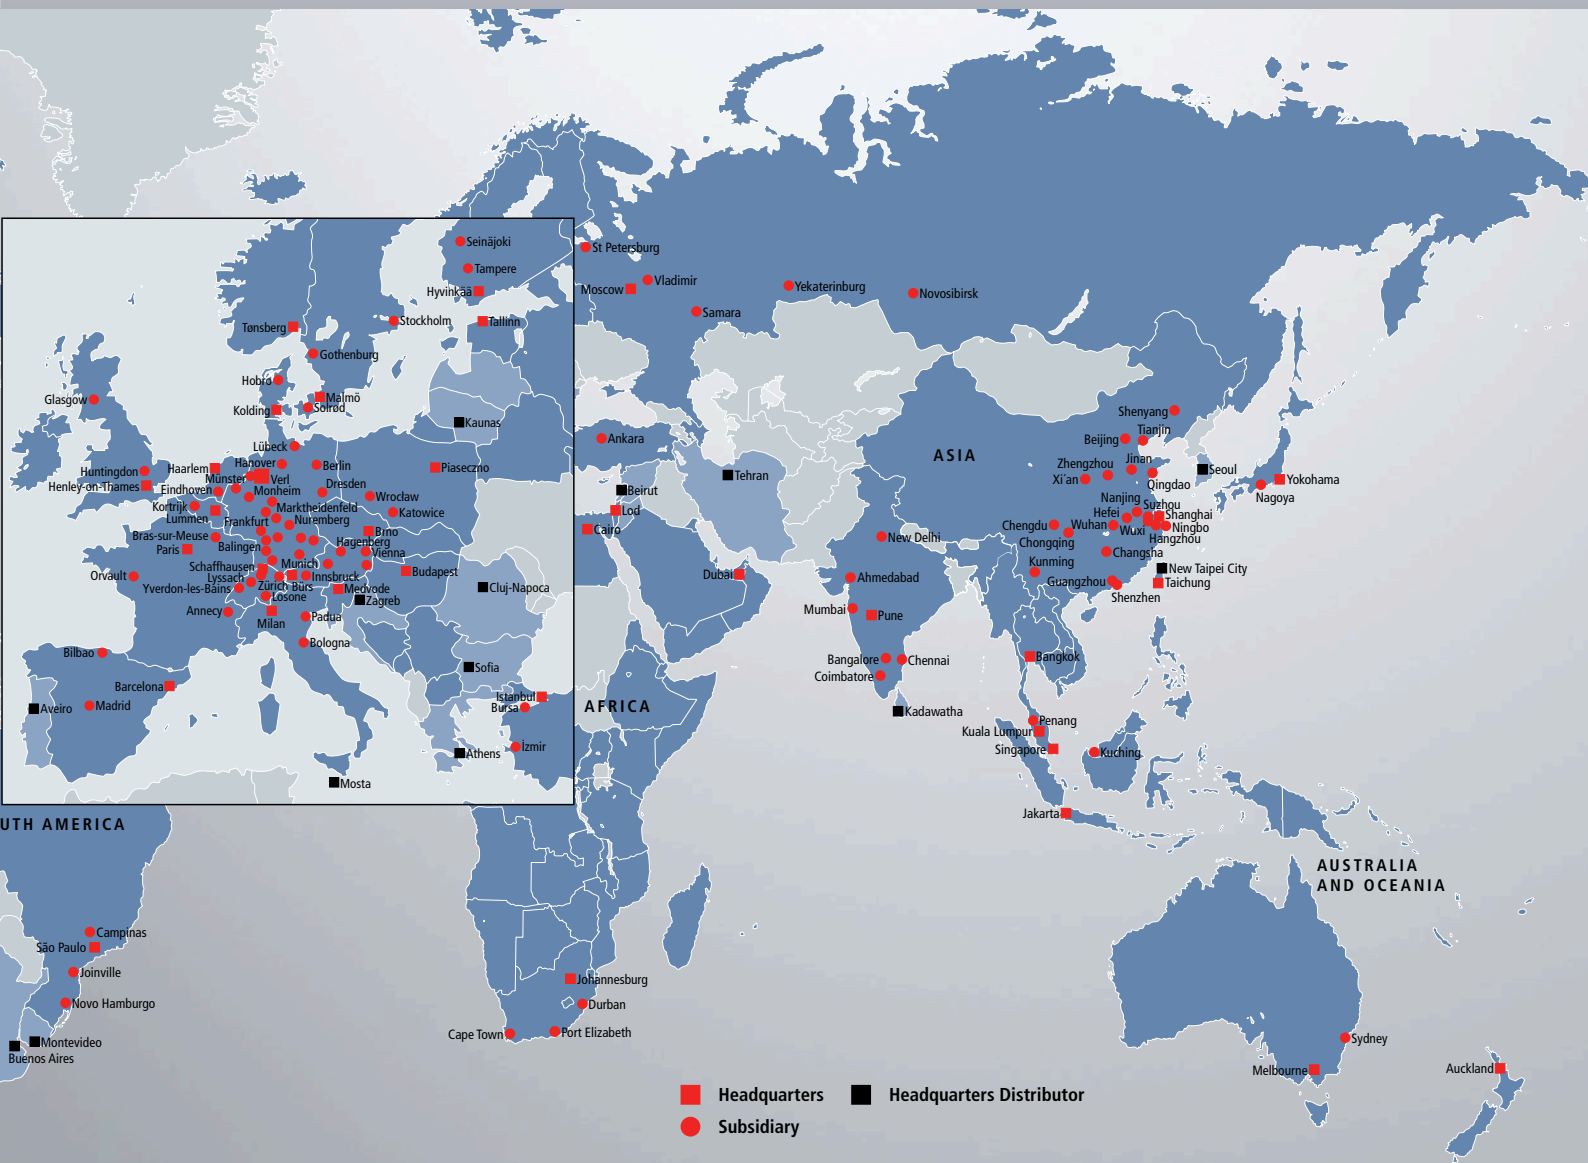 Seinäjoki
Tampere
Hyvinkää
Tønsberg
Stockholm
Tallinn
Gothenburg
Hobro
Malmö
Kolding
Solrød
Glasgow
Kaunas
Lübeck
Hanover
Berlin
Haarlem
Huntingdon
Piaseczno
Münster
Verl
Dresden
Henley-on-Thames
Eindhoven
Monheim
Wrocław
Kortrijk
Marktheidenfeld
Katowice
Lummen
Frankfurt
Nuremberg
Bras-sur-Meuse
Brno
Hagenberg
Paris
Balingen
Vienna
Schaffhausen
Munich
Budapest
Orvault
Lyssach
Innsbruck
Yverdon-les-Bains
Zürich
Bürs
Medvode
Cluj-Napoca
Losone
Zagreb
Annecy
Milan
Padua
Bologna
Bilbao
Sofia
Barcelona
Istanbul
Aveiro
Madrid
Bursa
İzmir
Athens
Mosta
St Petersburg
Moscow
Vladimir
Yekaterinburg
Novosibirsk
Samara
Ankara
ASIA
Tehran
Beirut
Lod
Cairo
Dubai
New Delhi
Ahmedabad
Mumbai
Pune
Bangalore
Chennai
Coimbatore
Kadawatha
Shenyang
Beijing
Tianjin
Zhengzhou
Jinan
Xi´an
Qingdao
Seoul
Yokohama
Nagoya
Nanjing
Suzhou
Hefei
Shanghai
Chengdu
Wuhan
Wuxi
Ningbo
Hangzhou
Chongqing
Changsha
Kunming
New Taipei City
Guangzhou
Taichung
Shenzhen
Bangkok
Penang
Kuala Lumpur
Singapore
Kuching
Jakarta
AFRICA
UTH AMERICA
AUSTRALIA
AND OCEANIA
Campinas
São Paulo
Joinville
Novo Hamburgo
Montevideo
Buenos Aires
Johannesburg
Durban
Cape Town
Port Elizabeth
Sydney
Melbourne
Auckland
Headquarters
Headquarters Distributor
Subsidiary